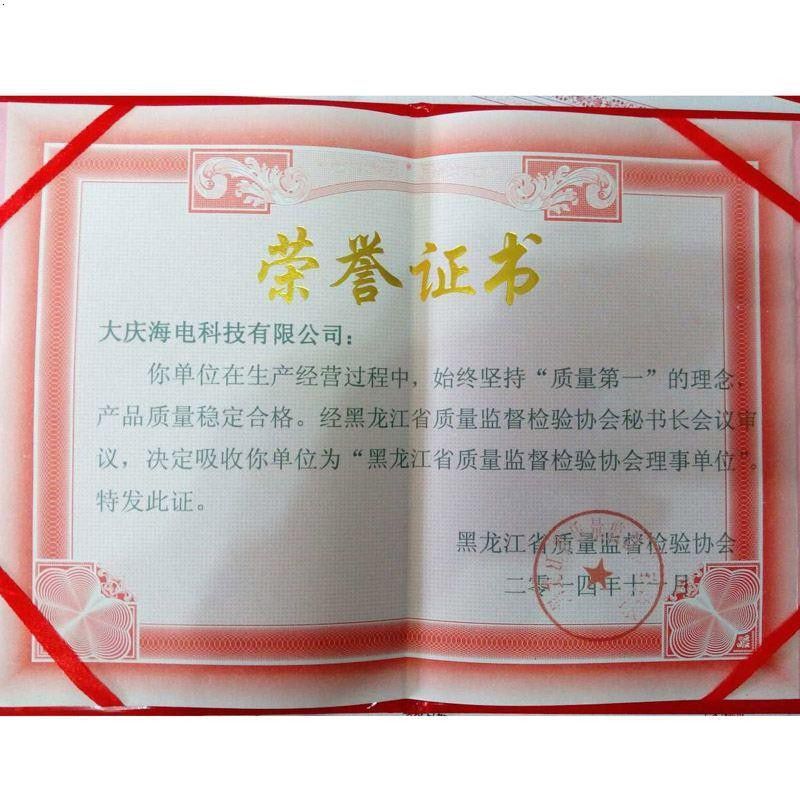 荣誉证书
大庆海电科技有限公司：
你单位在生产经营过程中，始终坚持“质量第一”的理念，
产品质量稳定合格。经黑龙江省质量监督检验协会秘书长会议审
议，决定吸收你单位为“黑龙江省质量监督检验协会理事单位”。
特发此证。
黑龙江省质量监督检验协会
二零一四年十一月